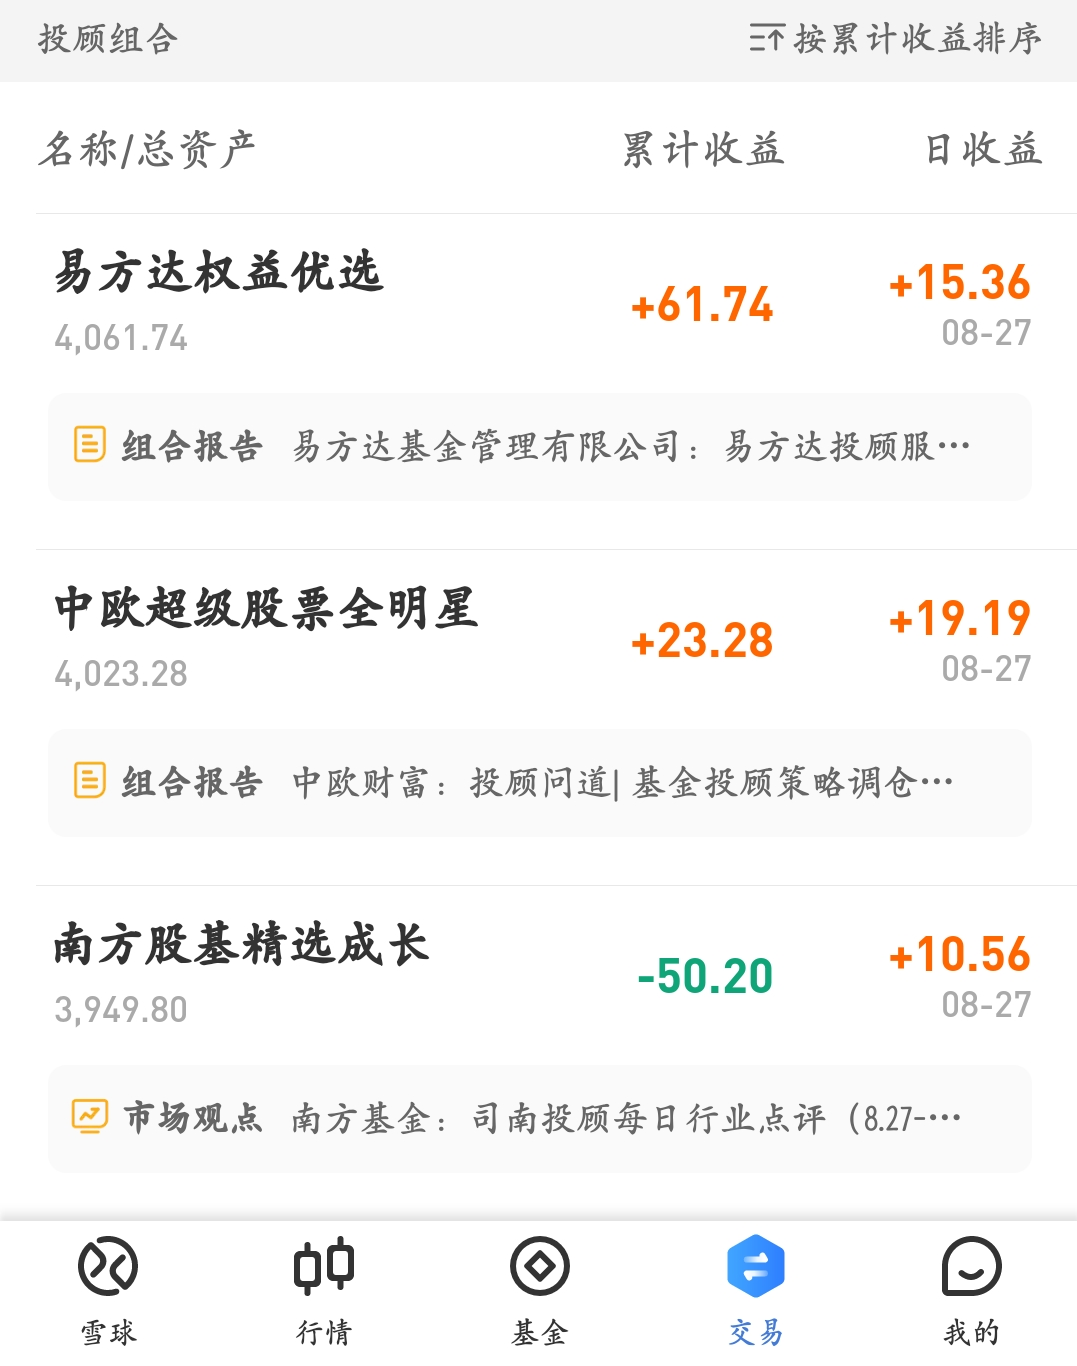 投顾组合 按累计收益排序
名称/总资产 累计收益 日收益
易方达权益优选 +61.74 +15.36
4,061.74 08-27
组合报告 易方达基金管理有限公司：易方达投顾服…
中欧超级股票全明星 +23.28 +19.19
4,023.28 08-27
组合报告 中欧财富：投顾问道| 基金投顾策略调仓…
南方股基精选成长 -50.20 +10.56
3,949.80 08-27
市场观点 南方基金：司南投顾每日行业点评（8.27-…
雪球 行情 基金 交易 我的